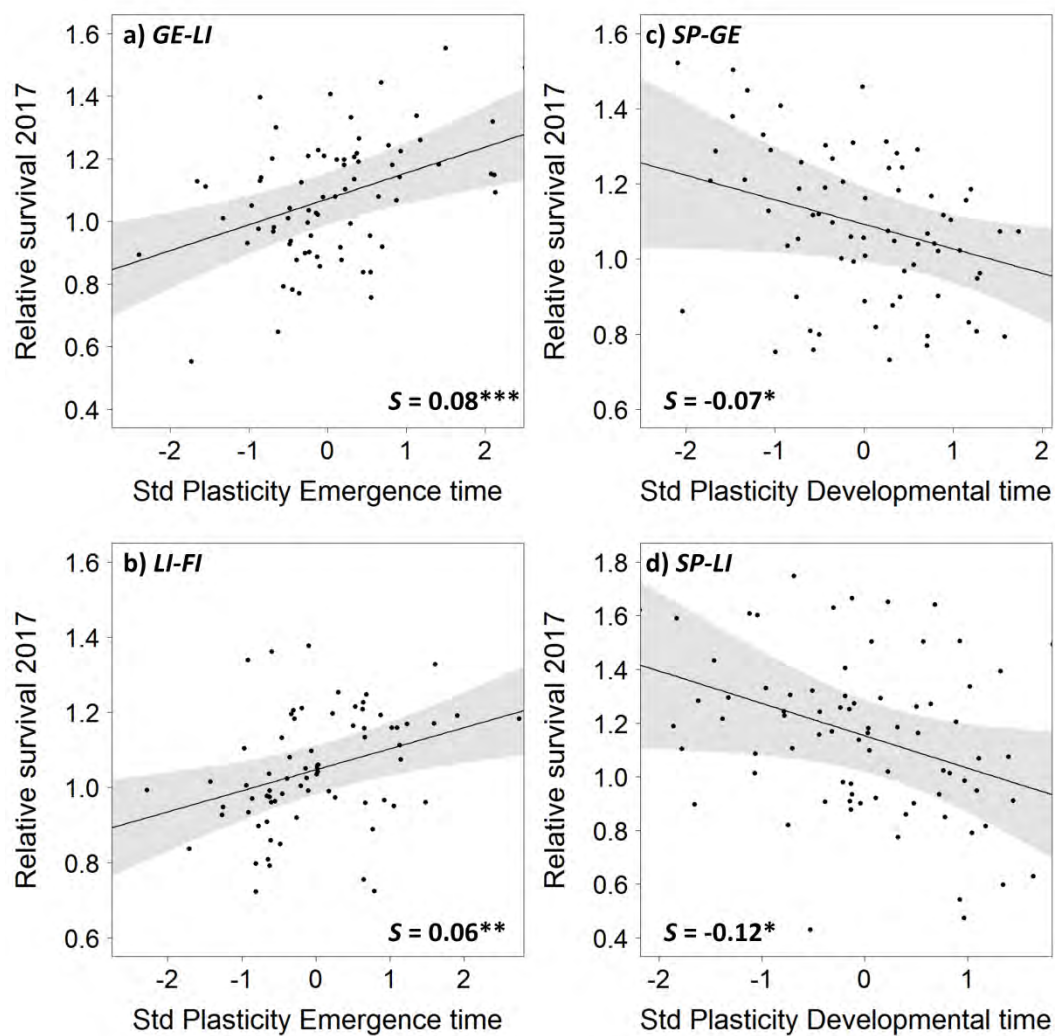 a) GE-LI
Relative survival 2017
1.6
1.4
1.2
1.0
0.8
0.6
0.4
S = 0.08***
-2
-1
0
1
2
Std Plasticity Emergence time
c) SP-GE
Relative survival 2017
1.6
1.4
1.2
1.0
0.8
0.6
S = -0.07*
-2
-1
0
1
2
Std Plasticity Developmental time
b) LI-FI
Relative survival 2017
1.6
1.4
1.2
1.0
0.8
0.6
S = 0.06**
-2
-1
0
1
2
Std Plasticity Emergence time
d) SP-LI
Relative survival 2017
1.8
1.6
1.4
1.2
1.0
0.8
0.6
0.4
S = -0.12*
-2
-1
0
1
Std Plasticity Developmental time